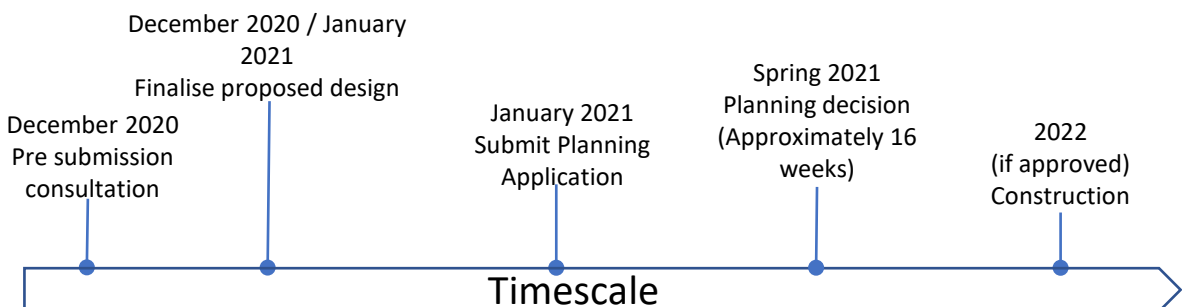 December 2020
Pre submission
consultation
December 2020 / January
2021
Finalise proposed design
January 2021
Submit Planning
Application
Spring 2021
Planning decision
(Approximately 16
weeks)
2022
(if approved)
Construction
Timescale